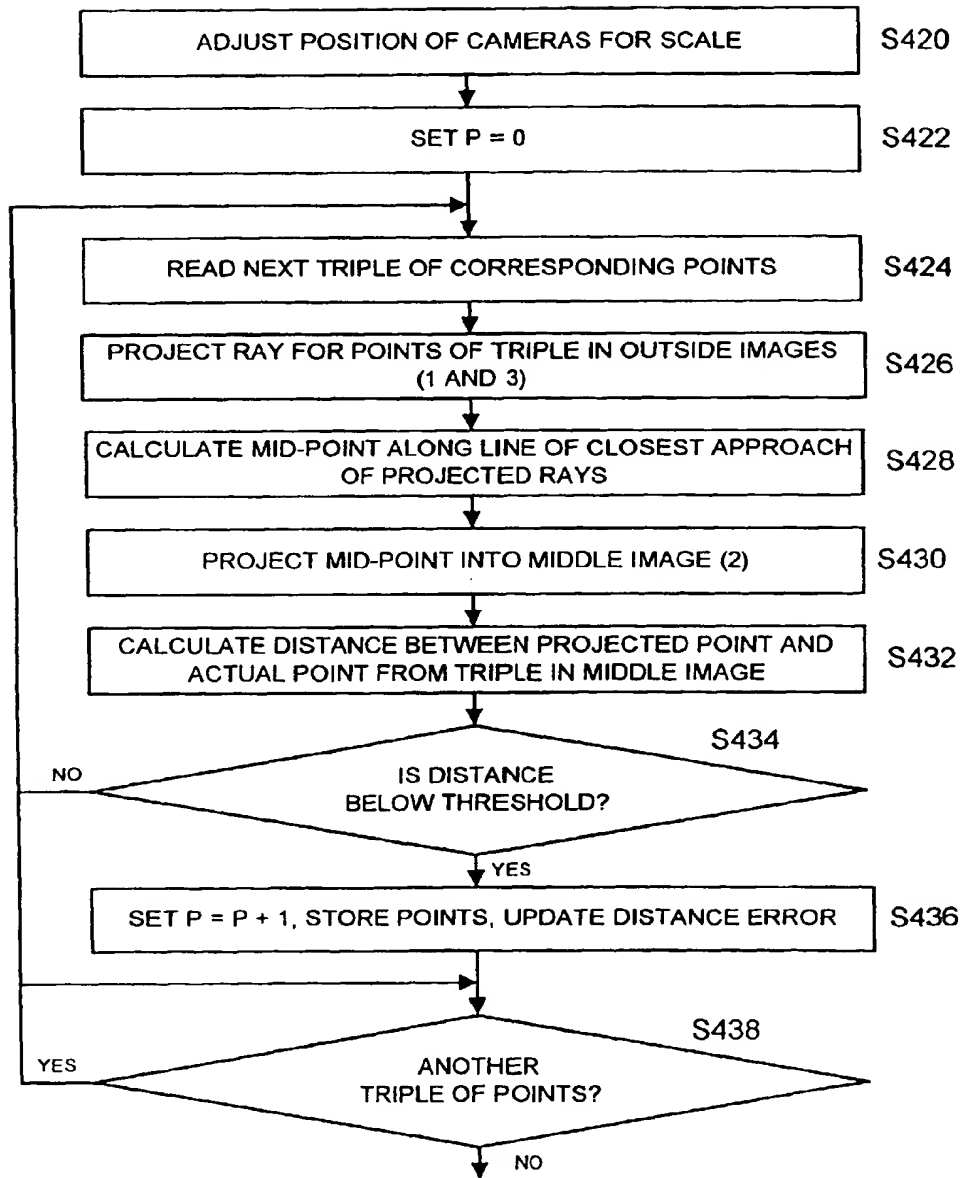 ADJUST POSITION OF CAMERAS FOR SCALE
S420
SET P = 0
S422
READ NEXT TRIPLE OF CORRESPONDING POINTS
S424
PROJECT RAY FOR POINTS OF TRIPLE IN OUTSIDE IMAGES
(1 AND 3)
S426
CALCULATE MID-POINT ALONG LINE OF CLOSEST APPROACH
OF PROJECTED RAYS
S428
PROJECT MID-POINT INTO MIDDLE IMAGE (2)
S430
CALCULATE DISTANCE BETWEEN PROJECTED POINT AND
ACTUAL POINT FROM TRIPLE IN MIDDLE IMAGE
S432
S434
NO
IS DISTANCE
BELOW THRESHOLD?
YES
SET P = P + 1, STORE POINTS, UPDATE DISTANCE ERROR
S436
S438
YES
ANOTHER
TRIPLE OF POINTS?
NO